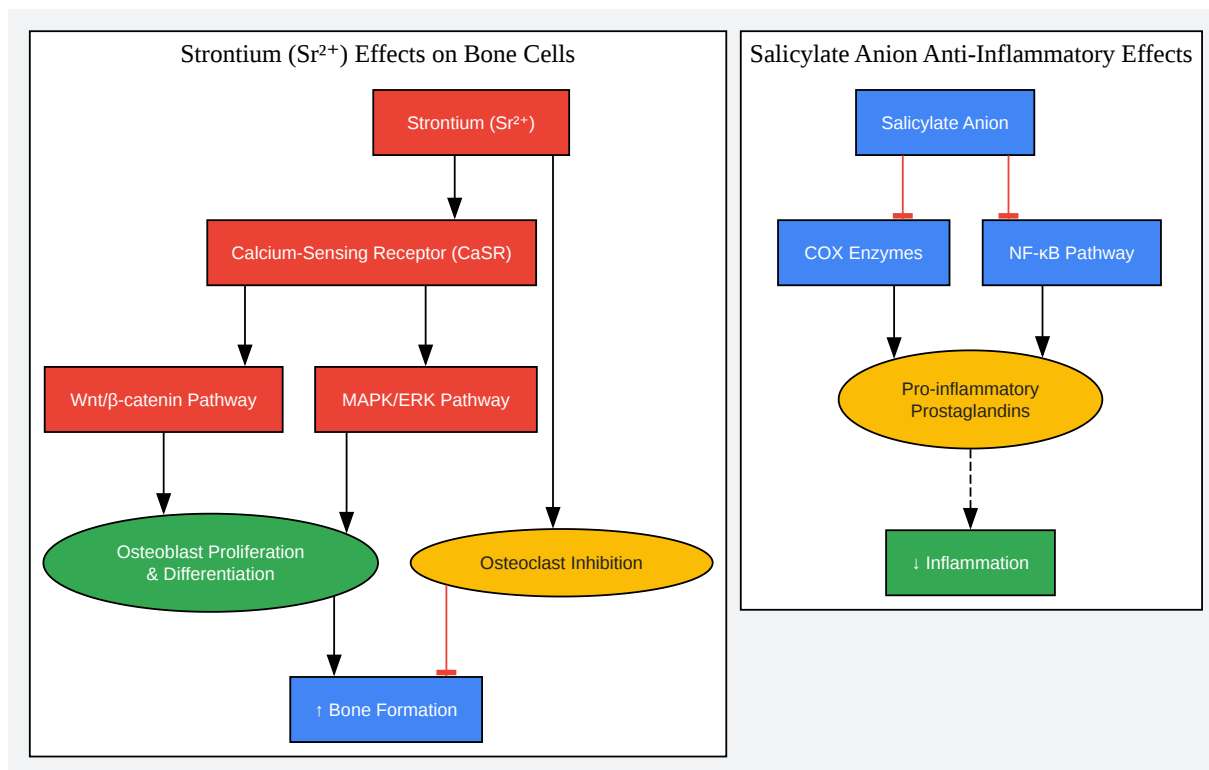 Strontium (Sr²⁺) Effects on Bone Cells
Strontium (Sr²⁺)
Calcium-Sensing Receptor (CaSR)
Wnt/β-catenin Pathway
MAPK/ERK Pathway
Osteoblast Proliferation
& Differentiation
Osteoclast Inhibition
↑ Bone Formation
Salicylate Anion Anti-Inflammatory Effects
Salicylate Anion
COX Enzymes
NF-κB Pathway
Pro-inflammatory
Prostaglandins
↓ Inflammation